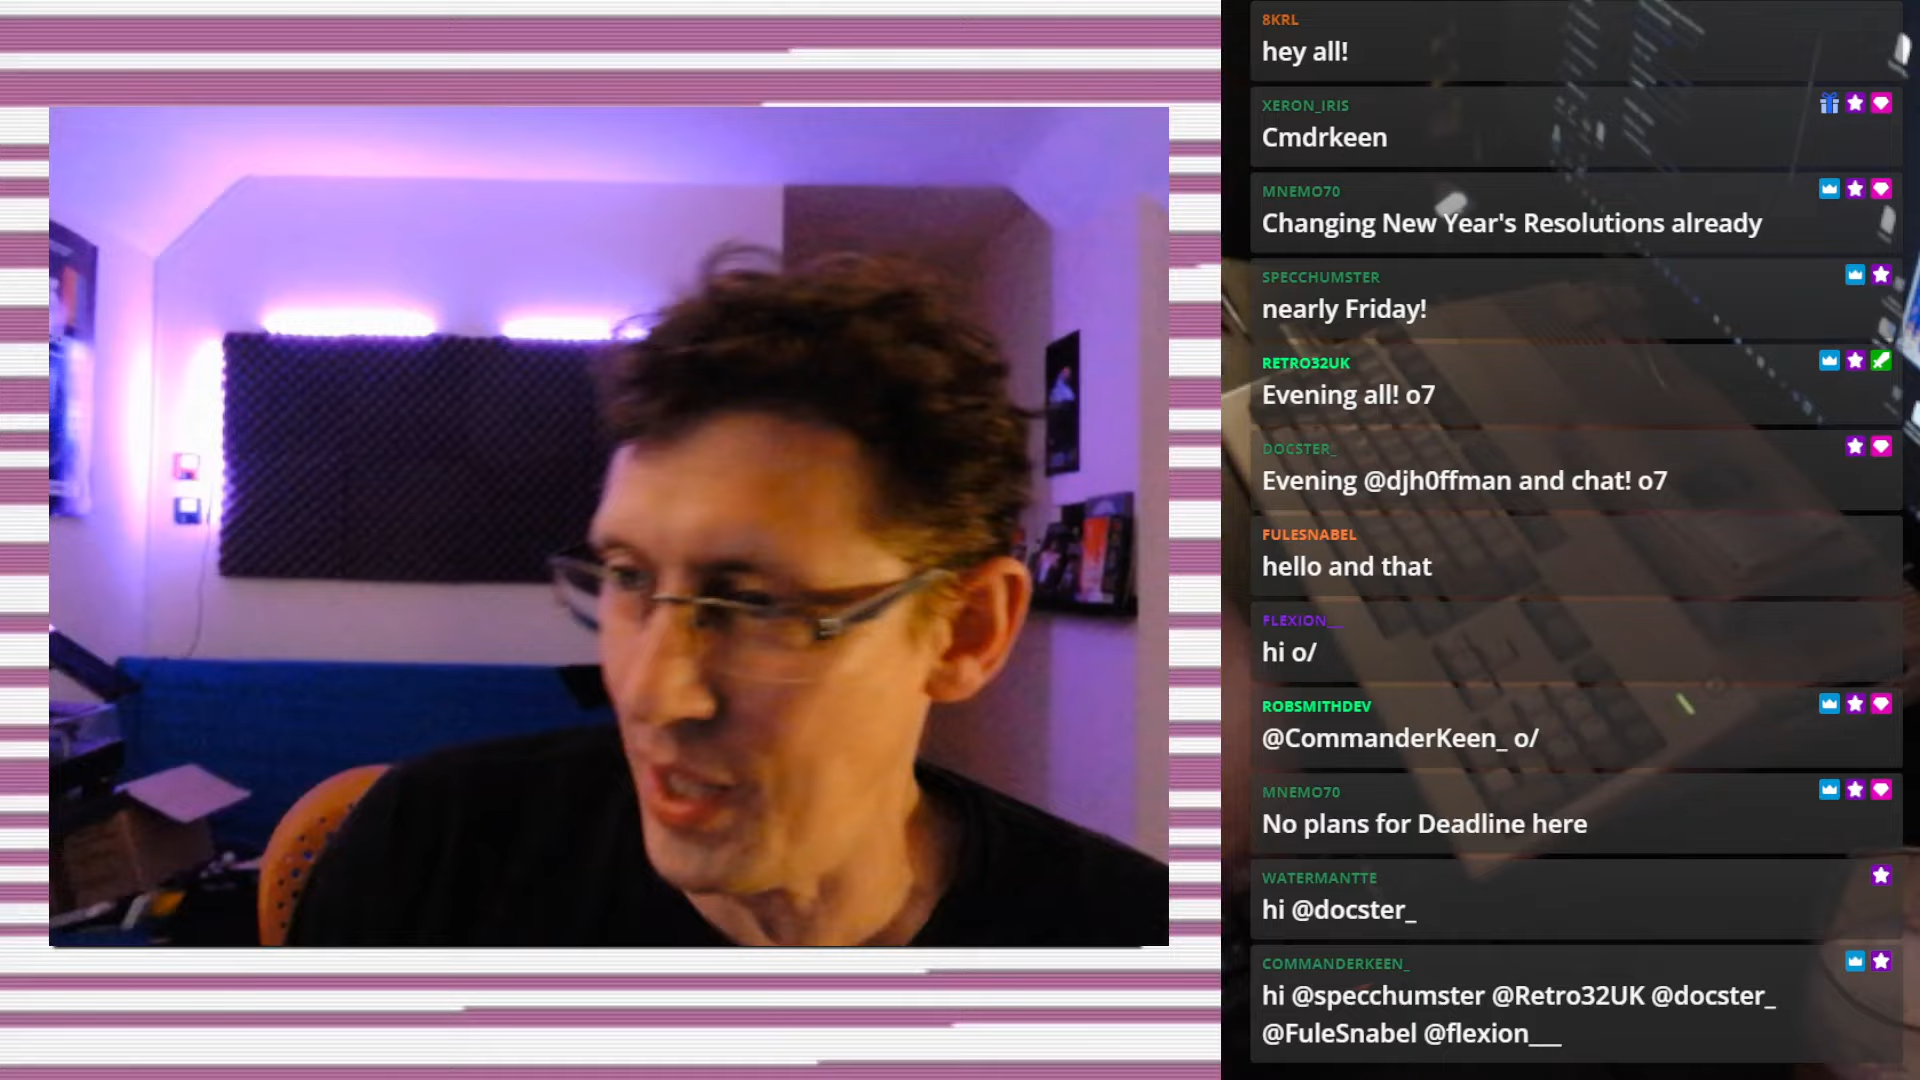 8KRL
hey all!
XERON_IRIS
Cmdrkeen
MNEMO70
Changing New Year's Resolutions already
SPECCHUMSTER
nearly Friday!
RETRO32UK
Evening all! o7
DOCSTER_
Evening @djh0ffman and chat! o7
FULESNABEL
hello and that
FLEXION___
hi o/
ROBSMITHDEV
@CommanderKeen_ o/
MNEMO70
No plans for Deadline here
WATERMANTTE
hi @docster_
COMMANDERKEEN_
hi @specchumster @Retro32UK @docster_
@FuleSnabel @flexion___